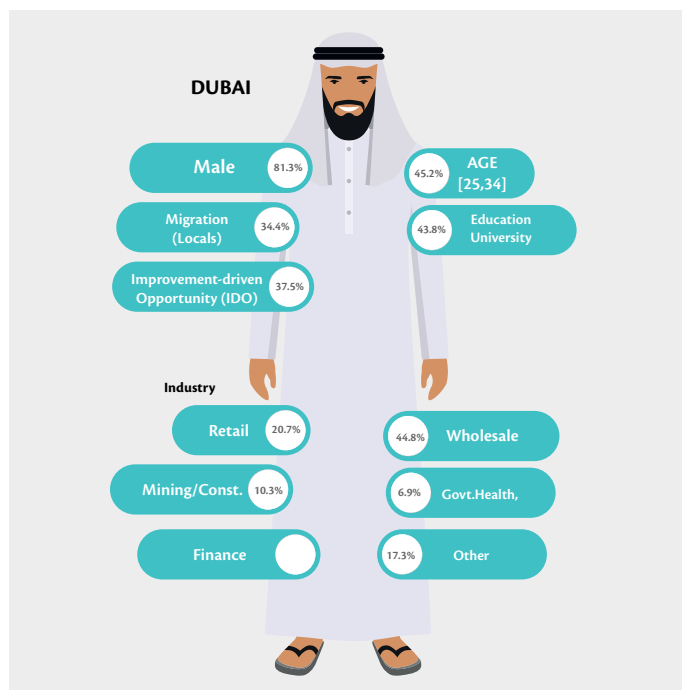 DUBAI
Male
81.3%
45.2%
AGE
[25,34]
Migration
(Locals)
34.4%
43.8%
Education
University
Improvement-driven
Opportunity (IDO)
37.5%
Industry
Retail
20.7%
44.8%
Wholesale
Mining/Const.
10.3%
6.9%
Govt.Health,
Finance
17.3%
Other